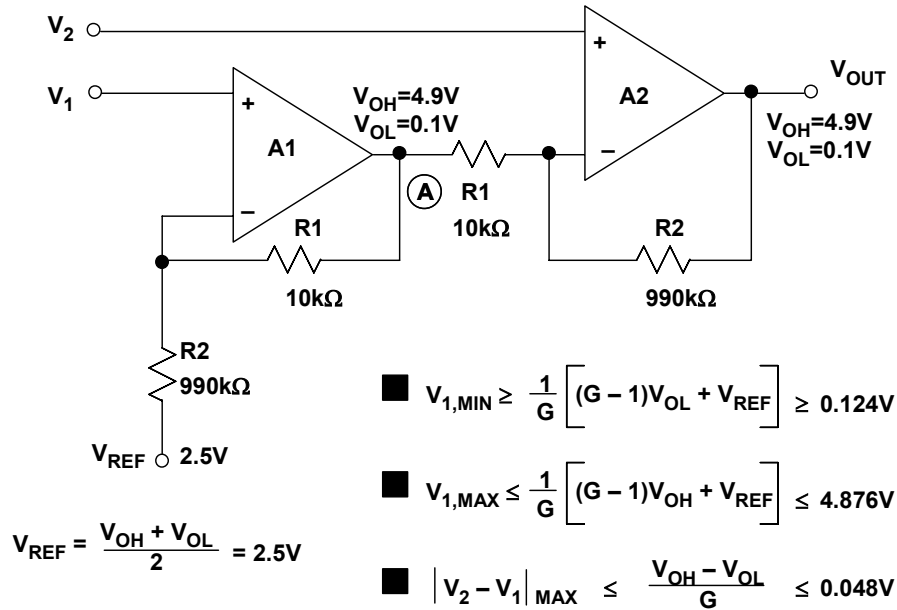 V2
V1
+
A1
−
VOH=4.9V
VOL=0.1V
A
R1
10kΩ
+
A2
−
VOUT
VOH=4.9V
VOL=0.1V
R1
10kΩ
R2
990kΩ
R2
990kΩ
VREF 2.5V
VREF = VOH + VOL / 2 = 2.5V
V1,MIN ≥ 1/G [(G – 1)VOL + VREF] ≥ 0.124V
V1,MAX ≤ 1/G [(G – 1)VOH + VREF] ≤ 4.876V
|V2 – V1| MAX ≤ VOH – VOL / G ≤ 0.048V